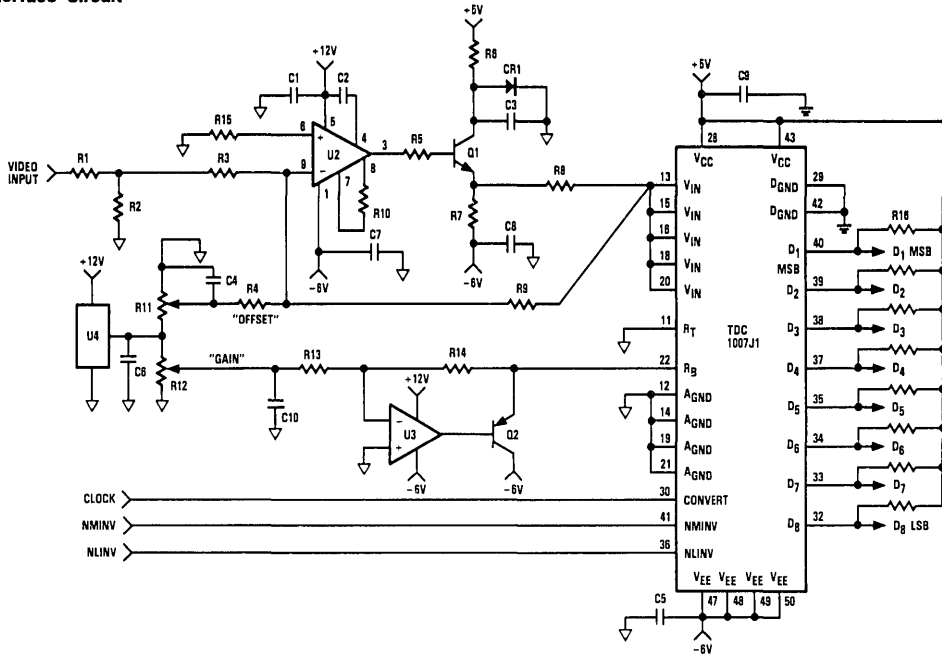 +12V
C1
C2
R15
6
5
4
+
U2
3
−
9
8
7
1
R10
C7
−6V
VIDEO INPUT
R1
R2
R3
R5
+6V
R6
CR1
C3
Q1
R8
R7
C8
−6V
+12V
U4
C6
R11
C4
R4
"OFFSET"
R9
R12
"GAIN"
C10
R13
R14
+12V
−
U3
+
−6V
Q2
−6V
CLOCK
NMINV
NLINV
C9
28
43
VCC
VCC
13 VIN
15 VIN
16 VIN
18 VIN
20 VIN
11 RT
22 RB
12 AGND
14 AGND
19 AGND
21 AGND
30 CONVERT
41 NMINV
36 NLINV
TDC
1007J1
DGND 29
DGND 42
D1 40
MSB
D2 39
D3 38
D4 37
D5 35
D6 34
D7 33
D8 32
R16
D1 MSB
D2
D3
D4
D5
D6
D7
D8 LSB
VEE VEE VEE VEE
47 48 49 50
C5
−6V